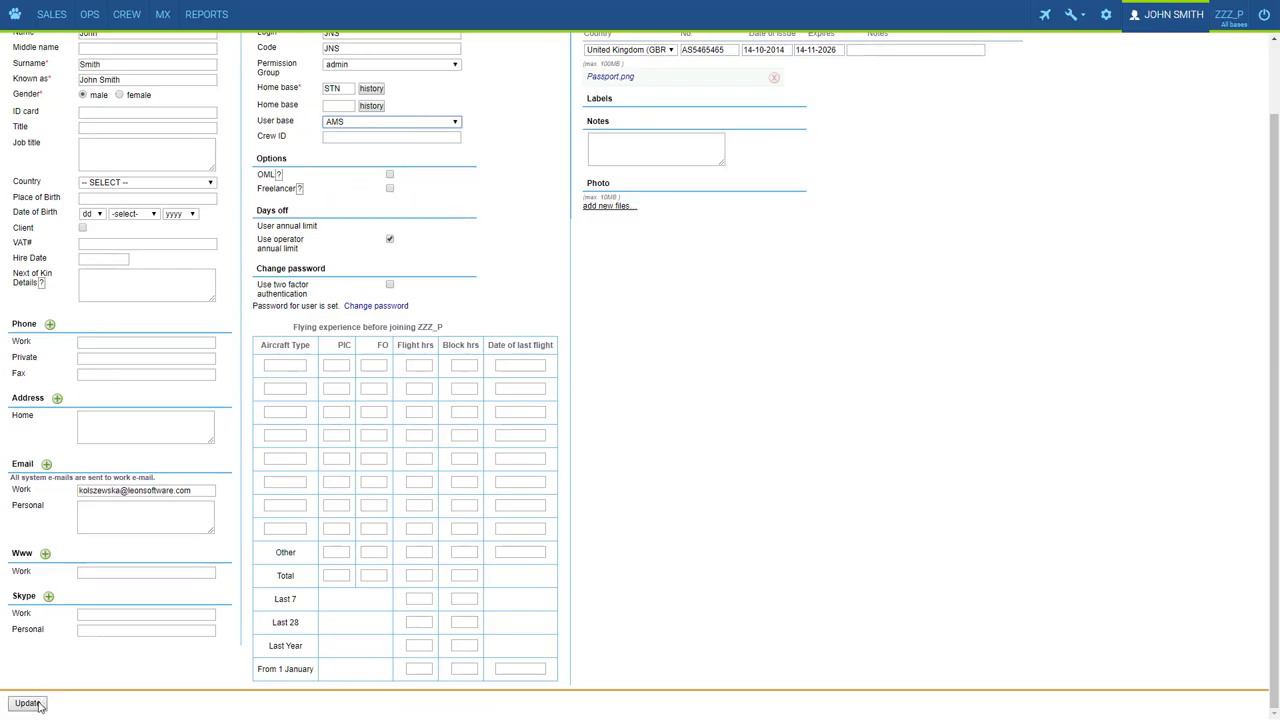 SALES OPS CREW MX REPORTS JOHN SMITH ZZZ_P All bases
Name* John
Middle name
Surname* Smith
Known as* John Smith
Gender* male female
ID card
Title
Job title
Country -- SELECT --
Place of Birth
Date of Birth dd -select- yyyy
Client
VAT#
Hire Date
Next of Kin
Details ?
Phone
Work
Private
Fax
Address
Home
Email
All system e-mails are sent to work e-mail.
Work kolszewska@leonsoftware.com
Personal
Www
Work
Skype
Work
Personal
Update
Login JNS
Code JNS
Permission
Group admin
Home base* STN history
Home base history
User base AMS
Crew ID
Options
OML ?
Freelancer ?
Days off
User annual limit
Use operator
annual limit
Change password
Use two factor
authentication
Password for user is set. Change password
Flying experience before joining ZZZ_P
Aircraft Type PIC FO Flight hrs Block hrs Date of last flight
Other
Total
Last 7
Last 28
Last Year
From 1 January
Country No. Date of Issue Expires Notes
United Kingdom (GBR AS5465465 14-10-2014 14-11-2026
(max. 100MB)
Passport.png
Labels
Notes
Photo
(max. 10MB)
add new files...